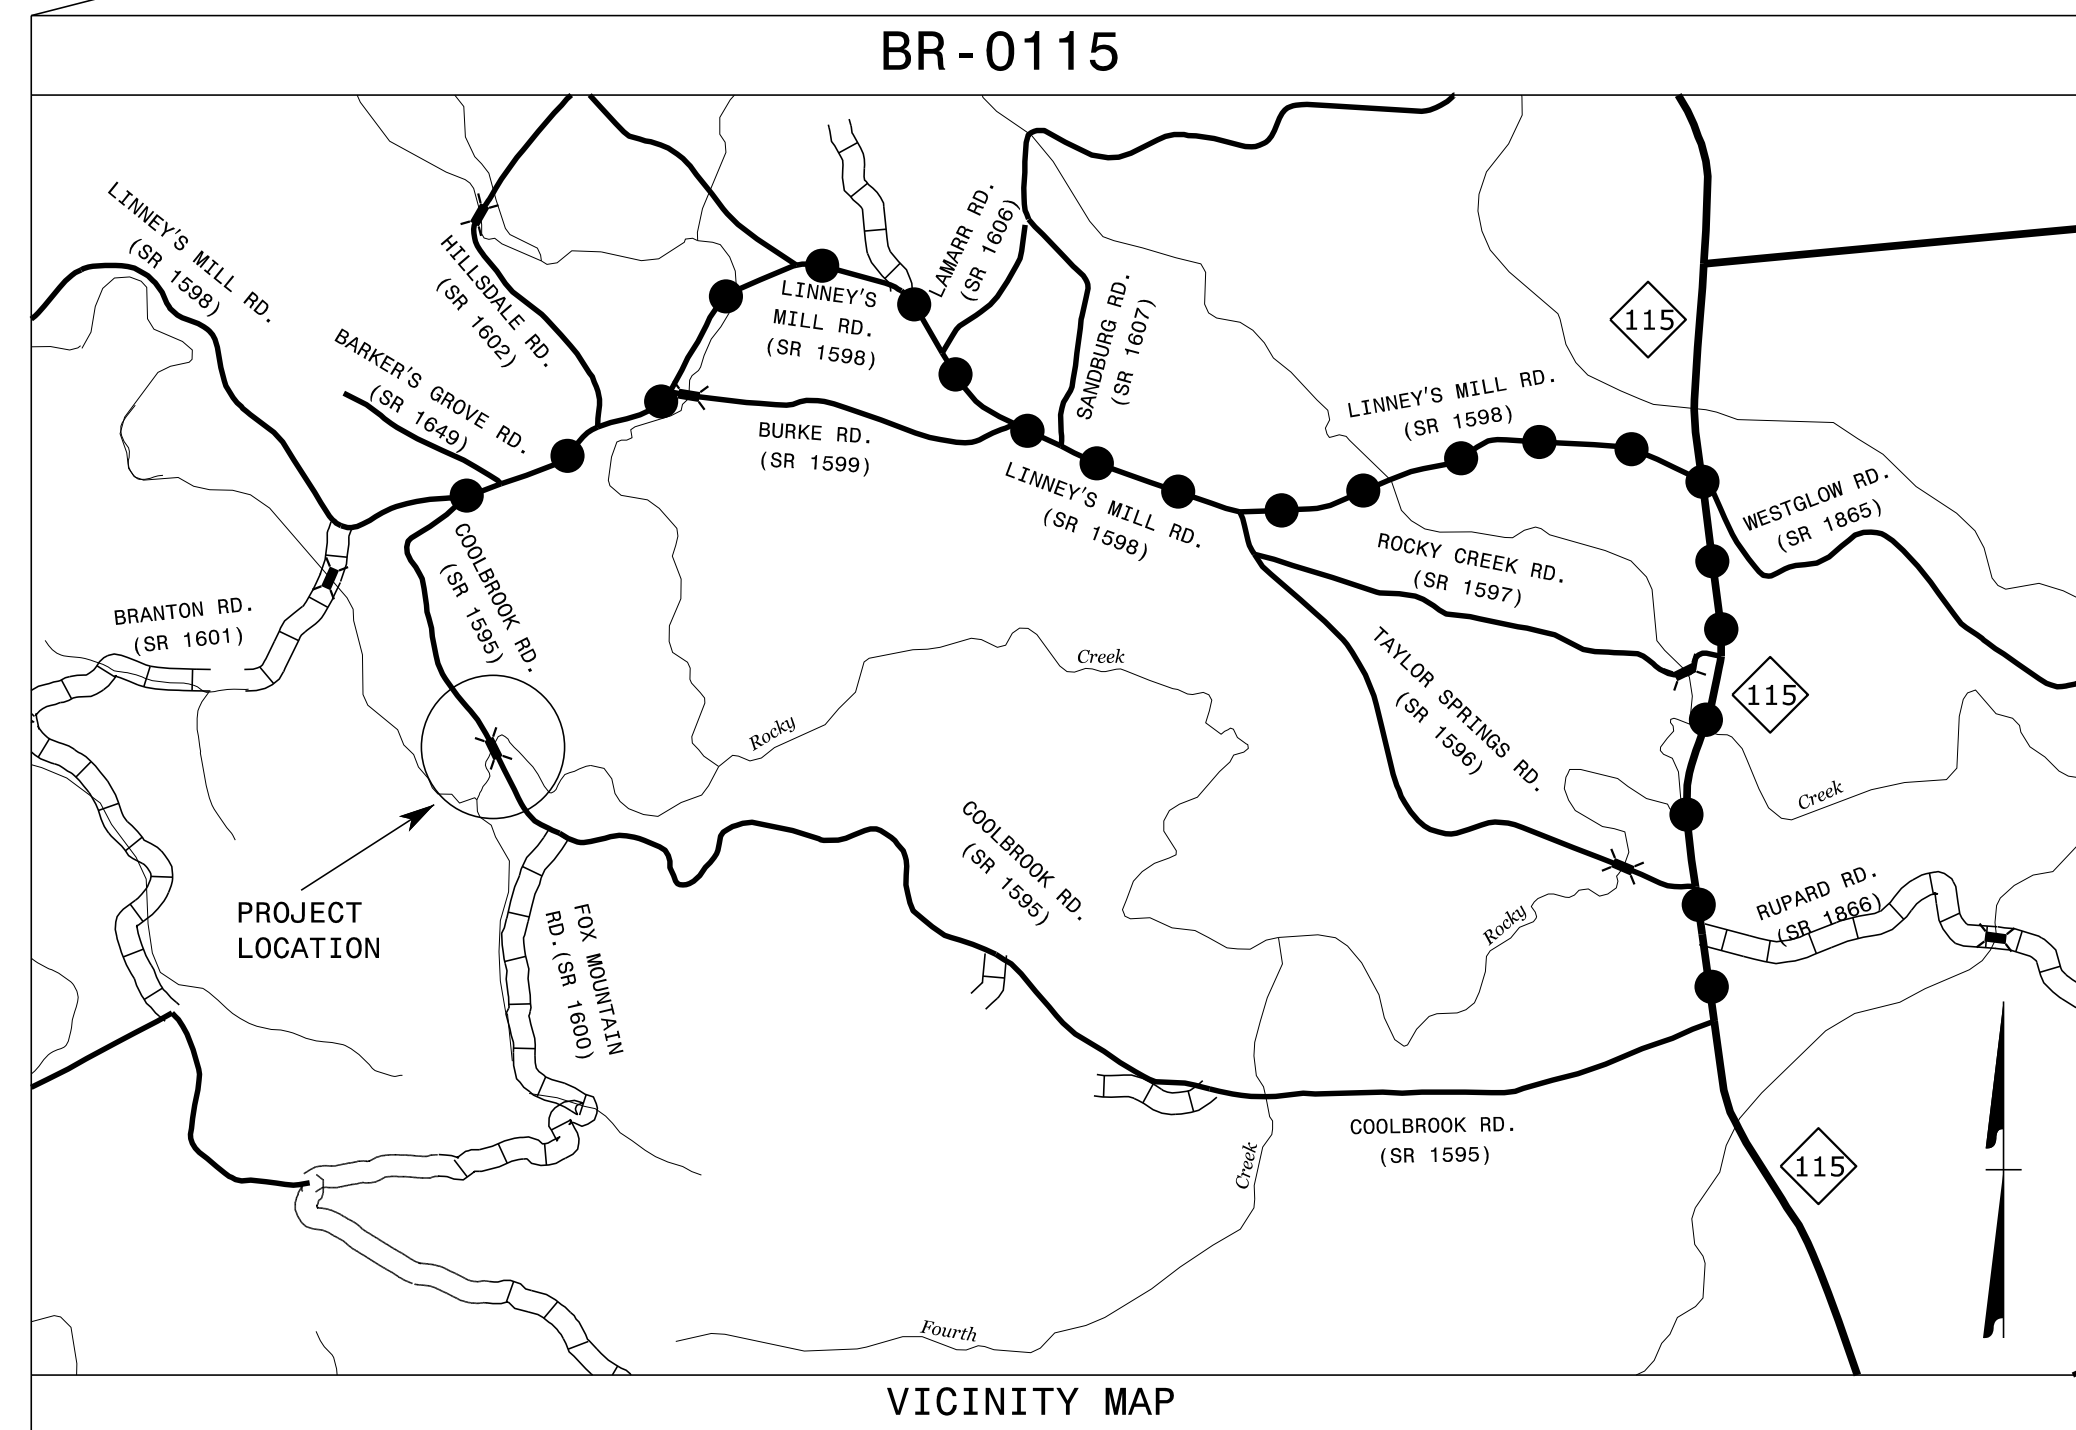 BR-0115
LINNEY'S MILL RD.
(SR 1598)
HILLSDALE RD.
(SR 1602)
BARKER'S GROVE RD.
(SR 1649)
LINNEY'S
MILL RD.
(SR 1598)
LAMARR RD.
(SR 1606)
SANDBURG RD.
(SR 1607)
115
LINNEY'S MILL RD.
(SR 1598)
BURKE RD.
(SR 1599)
LINNEY'S MILL RD.
(SR 1598)
WESTGLOW RD.
(SR 1865)
ROCKY CREEK RD.
(SR 1597)
COOLBROOK RD.
(SR 1595)
BRANTON RD.
(SR 1601)
Creek
Rocky
TAYLOR SPRINGS RD.
(SR 1596)
115
Creek
COOLBROOK RD.
(SR 1595)
PROJECT
LOCATION
FOX MOUNTAIN
RD.(SR 1600)
Rocky
RUPARD RD.
(SR 1866)
COOLBROOK RD.
(SR 1595)
115
Creek
Fourth
VICINITY MAP